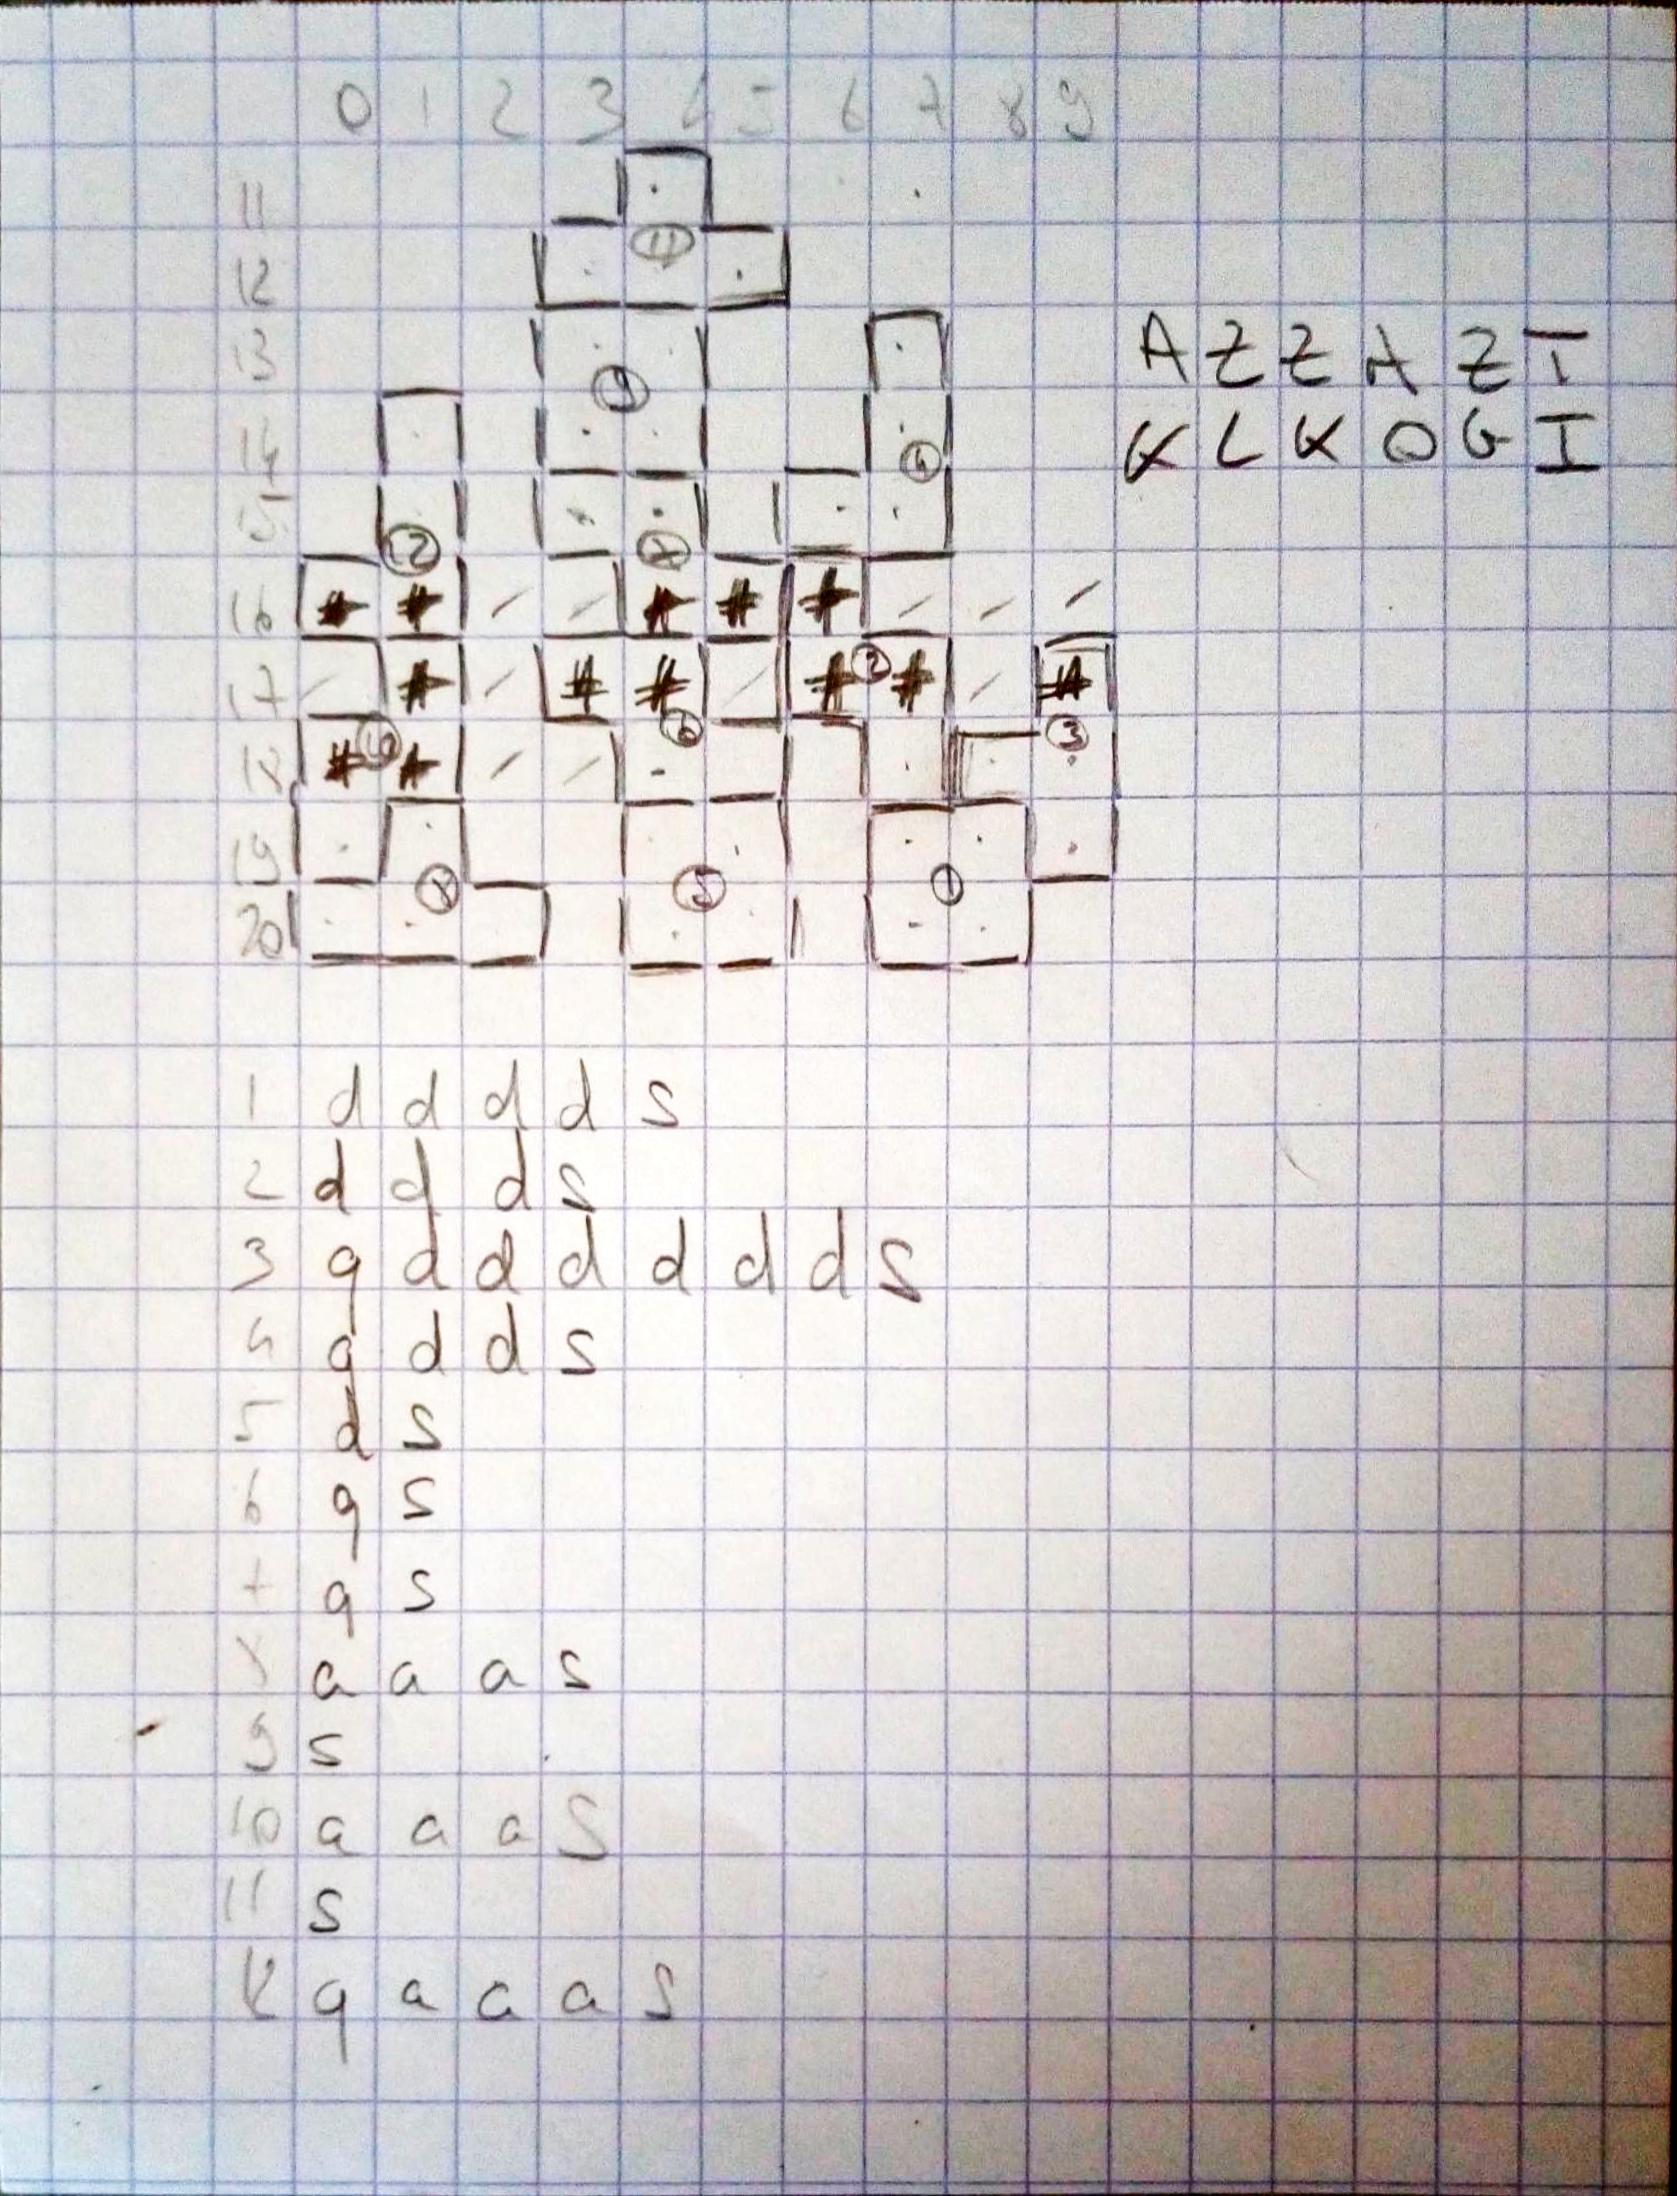 0 1 2 3 4 5 6 7 8 9
11
12 11
13 A Z Z A Z I
9
14 K L K O G I
4
15
12 7
16 # # / / # # # / / /
17 / # / # # / # 2 # / #
10 6 3
18 # # / /
19
8 5 1
20
1 d d d d s
2 d d d s
3 q d d d d d d s
4 q d d s
5 d s
6 q s
7 q s
8 a a a s
9 s
10 a a a s
11 s
12 q a a a s